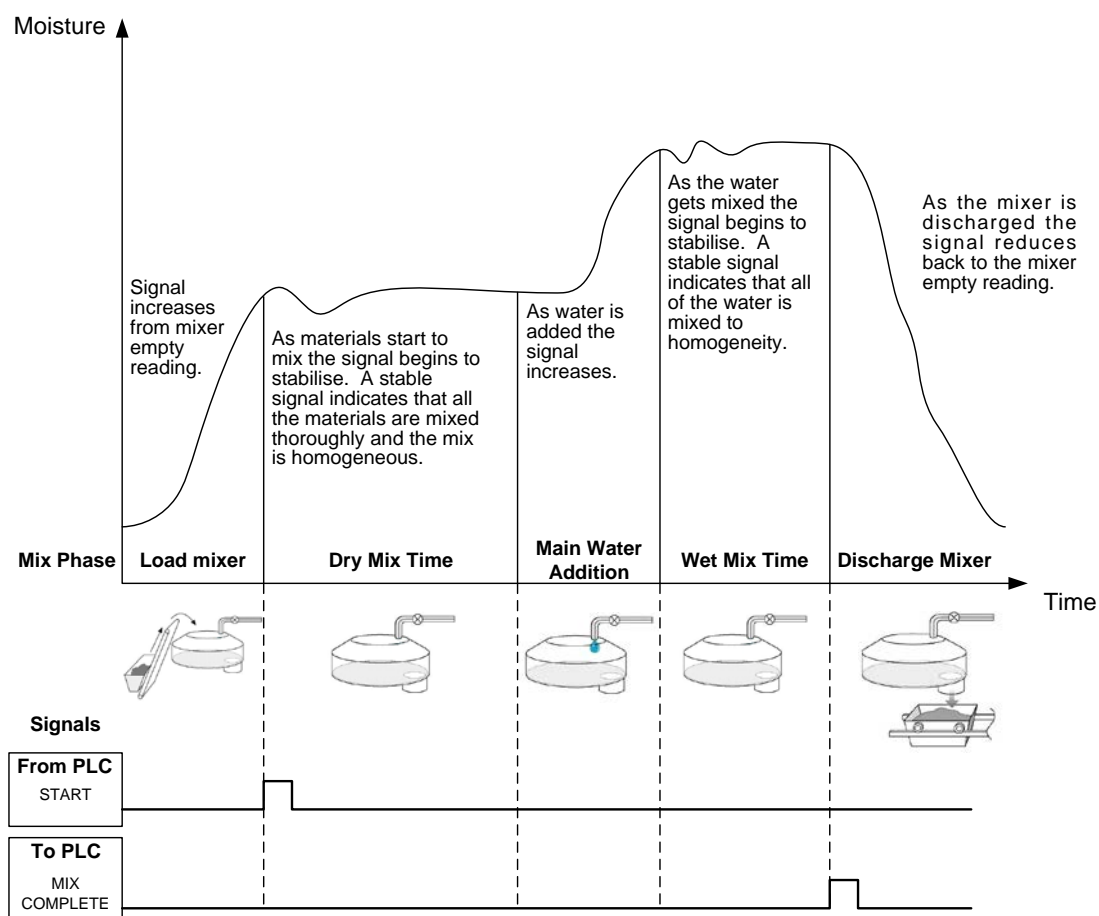 Moisture
Signal
increases
from mixer
empty
reading.
As materials start to
mix the signal begins to
stabilise.  A stable
signal indicates that all
the materials are mixed
thoroughly and the mix
is homogeneous.
As water is
added the
signal
increases.
As the water
gets mixed the
signal begins to
stabilise.  A
stable signal
indicates that all
of the water is
mixed to
homogeneity.
As the mixer is
discharged the
signal reduces
back to the mixer
empty reading.
Mix Phase
Load mixer
Dry Mix Time
Main Water
Addition
Wet Mix Time
Discharge Mixer
Time
Signals
From PLC
START
To PLC
MIX
COMPLETE